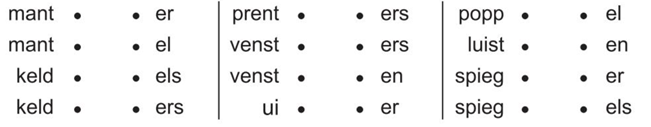 mant • • er | prent • • ers | popp • • el
mant • • el | venst • • ers | luist • • en
keld • • els | venst • • en | spieg • • er
keld • • ers | ui • • er | spieg • • els